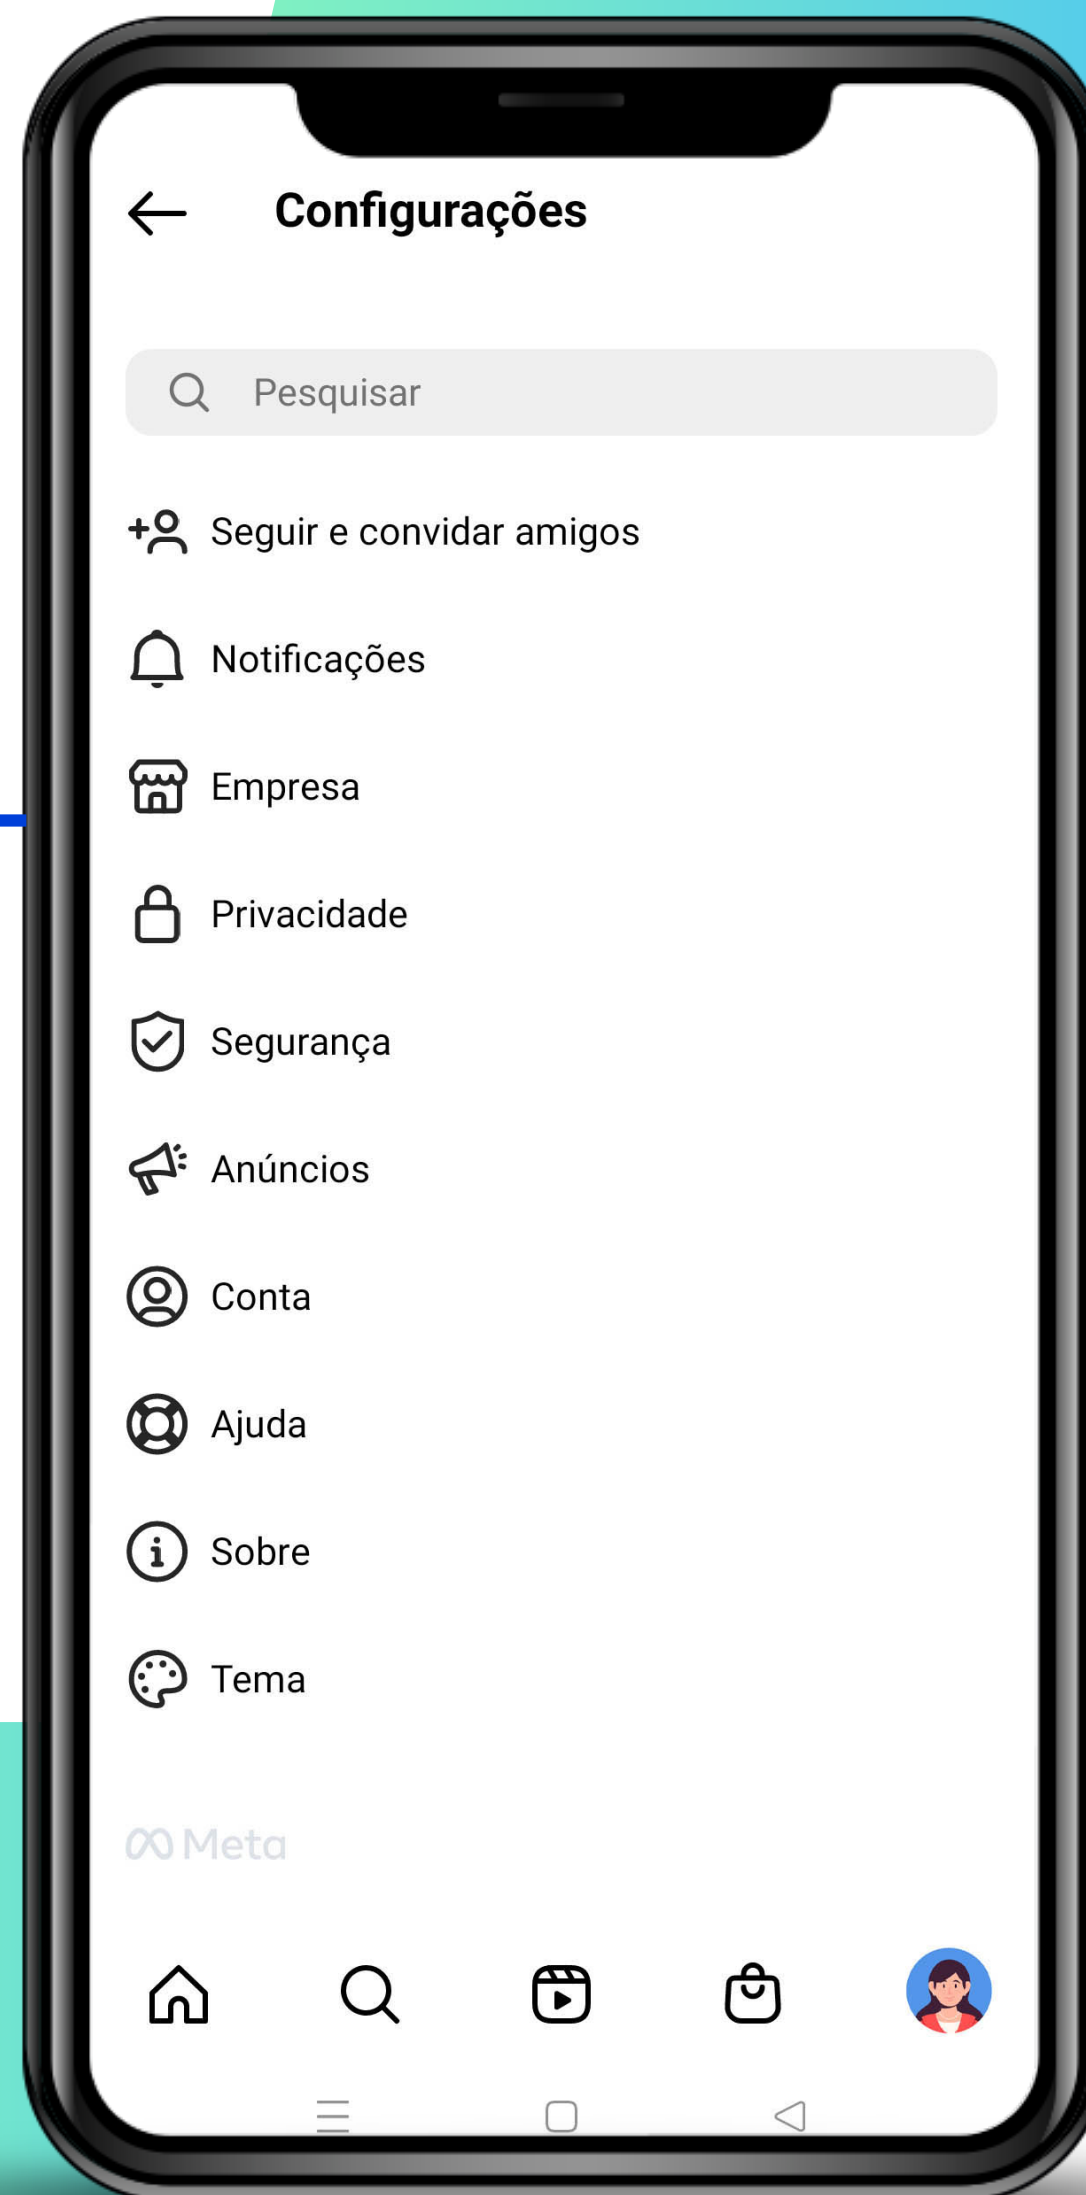 Configurações
Pesquisar
Seguir e convidar amigos
Notificações
Empresa
Privacidade
Segurança
Anúncios
Conta
Ajuda
Sobre
Tema
Meta